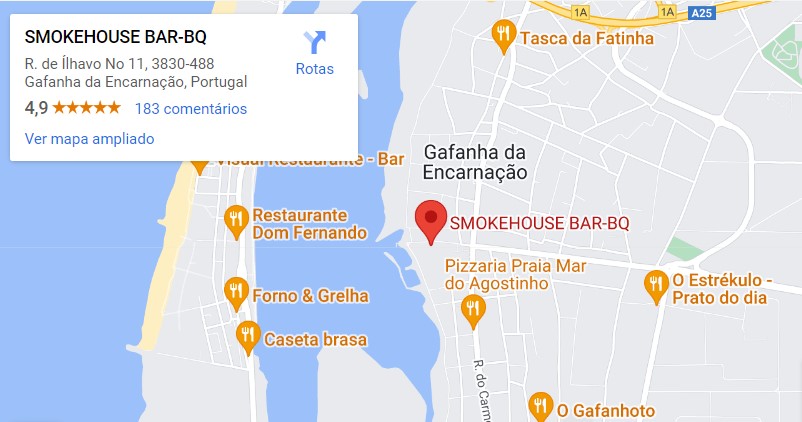 SMOKEHOUSE BAR-BQ
R. de Ílhavo No 11, 3830-488
Gafanha da Encarnação, Portugal
4,9 183 comentários
Ver mapa ampliado
Rotas
1A
1A
A25
Tasca da Fatinha
Visual Restaurante - Bar
Gafanha da
Encarnação
Restaurante
Dom Fernando
SMOKEHOUSE BAR-BQ
Pizzaria Praia Mar
do Agostinho
O Estrékulo -
Prato do dia
Forno & Grelha
Caseta brasa
R. do Carmo
O Gafanhoto